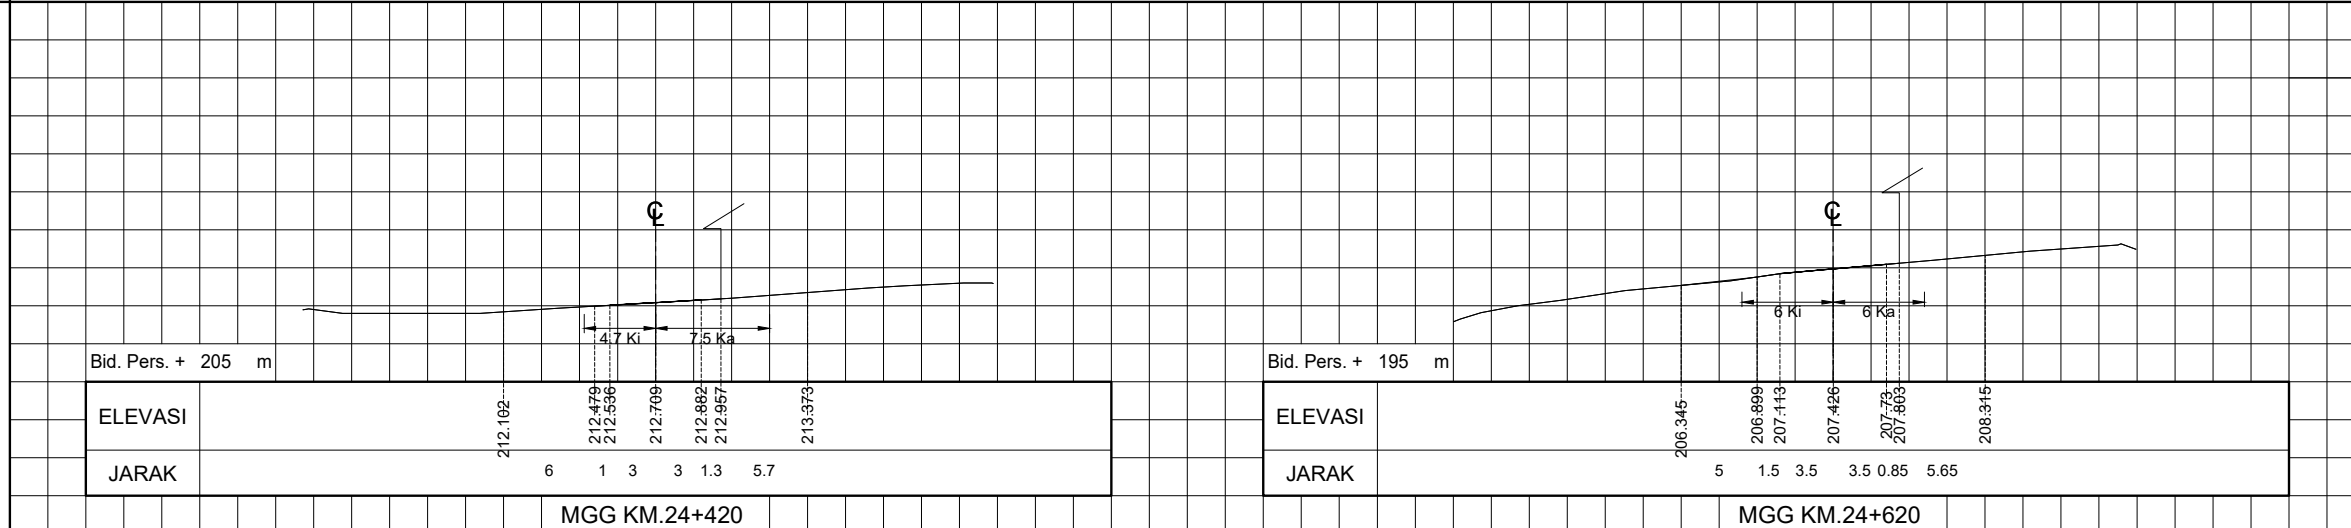 ℄
4.7 Ki 7.5 Ka
Bid. Pers. + 205 m
ELEVASI 212.102 212.479 212.536 212.709 212.882 212.957 213.373
JARAK 6 1 3 3 1.3 5.7
MGG KM.24+420
℄
6 Ki 6 Ka
Bid. Pers. + 195 m
ELEVASI 206.345 206.899 207.113 207.426 207.73 207.803 208.315
JARAK 5 1.5 3.5 3.5 0.85 5.65
MGG KM.24+620